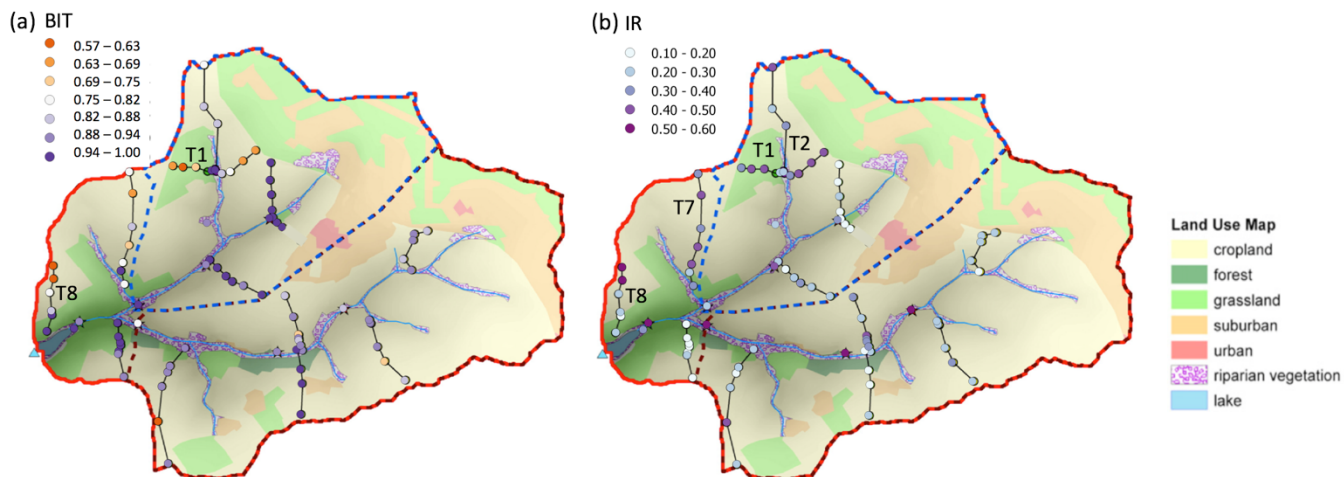 (a) BIT
0.57 – 0.63
0.63 – 0.69
0.69 – 0.75
0.75 – 0.82
0.82 – 0.88
0.88 – 0.94
0.94 – 1.00
T1
T8
(b) IR
0.10 - 0.20
0.20 - 0.30
0.30 - 0.40
0.40 - 0.50
0.50 - 0.60
T1
T2
T7
T8
Land Use Map
cropland
forest
grassland
suburban
urban
riparian vegetation
lake